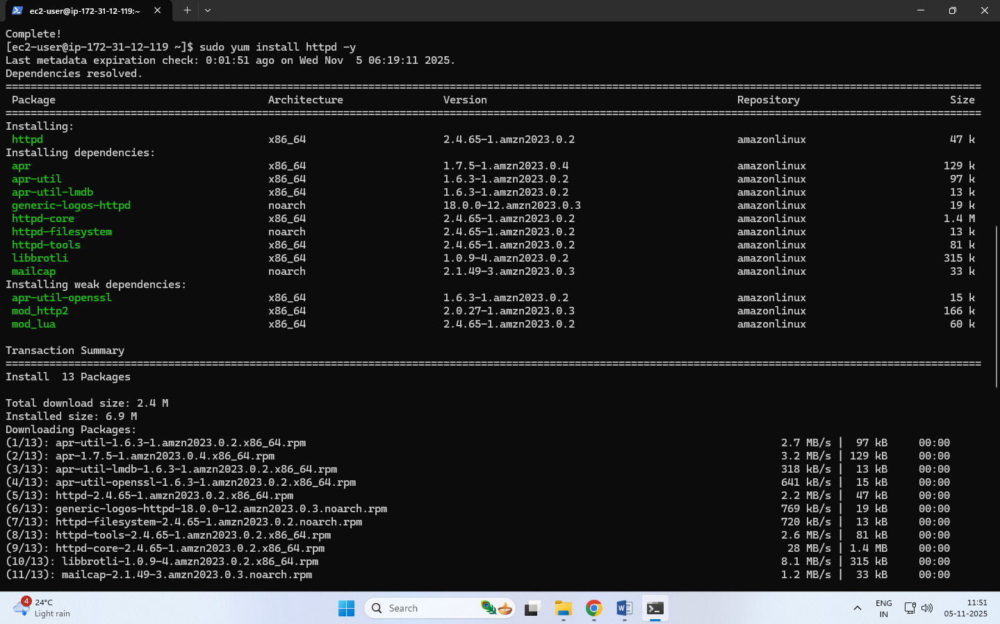 ec2-user@ip-172-31-12-119:~
Complete!
[ec2-user@ip-172-31-12-119 ~]$ sudo yum install httpd -y
Last metadata expiration check: 0:01:51 ago on Wed Nov  5 06:19:11 2025.
Dependencies resolved.
================================================================================
Package Architecture Version Repository Size
================================================================================
Installing:
httpd x86_64 2.4.65-1.amzn2023.0.2 amazonlinux 47 k
Installing dependencies:
apr x86_64 1.7.5-1.amzn2023.0.4 amazonlinux 129 k
apr-util x86_64 1.6.3-1.amzn2023.0.2 amazonlinux 97 k
apr-util-lmdb x86_64 1.6.3-1.amzn2023.0.2 amazonlinux 13 k
generic-logos-httpd noarch 18.0.0-12.amzn2023.0.3 amazonlinux 19 k
httpd-core x86_64 2.4.65-1.amzn2023.0.2 amazonlinux 1.4 M
httpd-filesystem noarch 2.4.65-1.amzn2023.0.2 amazonlinux 13 k
httpd-tools x86_64 2.4.65-1.amzn2023.0.2 amazonlinux 81 k
libbrotli x86_64 1.0.9-4.amzn2023.0.2 amazonlinux 315 k
mailcap noarch 2.1.49-3.amzn2023.0.3 amazonlinux 33 k
Installing weak dependencies:
apr-util-openssl x86_64 1.6.3-1.amzn2023.0.2 amazonlinux 15 k
mod_http2 x86_64 2.0.27-1.amzn2023.0.3 amazonlinux 166 k
mod_lua x86_64 2.4.65-1.amzn2023.0.2 amazonlinux 60 k
Transaction Summary
================================================================================
Install  13 Packages
Total download size: 2.4 M
Installed size: 6.9 M
Downloading Packages:
(1/13): apr-util-1.6.3-1.amzn2023.0.2.x86_64.rpm 2.7 MB/s |  97 kB 00:00
(2/13): apr-1.7.5-1.amzn2023.0.4.x86_64.rpm 3.2 MB/s | 129 kB 00:00
(3/13): apr-util-lmdb-1.6.3-1.amzn2023.0.2.x86_64.rpm 318 kB/s |  13 kB 00:00
(4/13): apr-util-openssl-1.6.3-1.amzn2023.0.2.x86_64.rpm 641 kB/s |  15 kB 00:00
(5/13): httpd-2.4.65-1.amzn2023.0.2.x86_64.rpm 2.2 MB/s |  47 kB 00:00
(6/13): generic-logos-httpd-18.0.0-12.amzn2023.0.3.noarch.rpm 769 kB/s |  19 kB 00:00
(7/13): httpd-filesystem-2.4.65-1.amzn2023.0.2.noarch.rpm 720 kB/s |  13 kB 00:00
(8/13): httpd-tools-2.4.65-1.amzn2023.0.2.x86_64.rpm 2.6 MB/s |  81 kB 00:00
(9/13): httpd-core-2.4.65-1.amzn2023.0.2.x86_64.rpm 28 MB/s | 1.4 MB 00:00
(10/13): libbrotli-1.0.9-4.amzn2023.0.2.x86_64.rpm 8.1 MB/s | 315 kB 00:00
(11/13): mailcap-2.1.49-3.amzn2023.0.3.noarch.rpm 1.2 MB/s |  33 kB 00:00
4
24°C
Light rain
Search
W
ENG
IN
11:51
05-11-2025